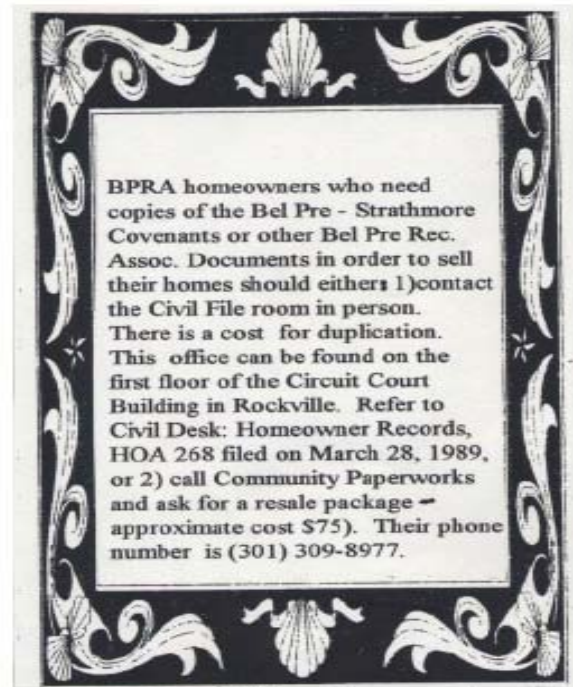 BPRA homeowners who need
copies of the Bel Pre - Strathmore
Covenants or other Bel Pre Rec.
Assoc. Documents in order to sell
their homes should either: 1)contact
the Civil File room in person.
There is a cost for duplication.
This office can be found on the
first floor of the Circuit Court
Building in Rockville. Refer to
Civil Desk: Homeowner Records,
HOA 268 filed on March 28, 1989,
or 2) call Community Paperworks
and ask for a resale package -
approximate cost $75). Their phone
number is (301) 309-8977.